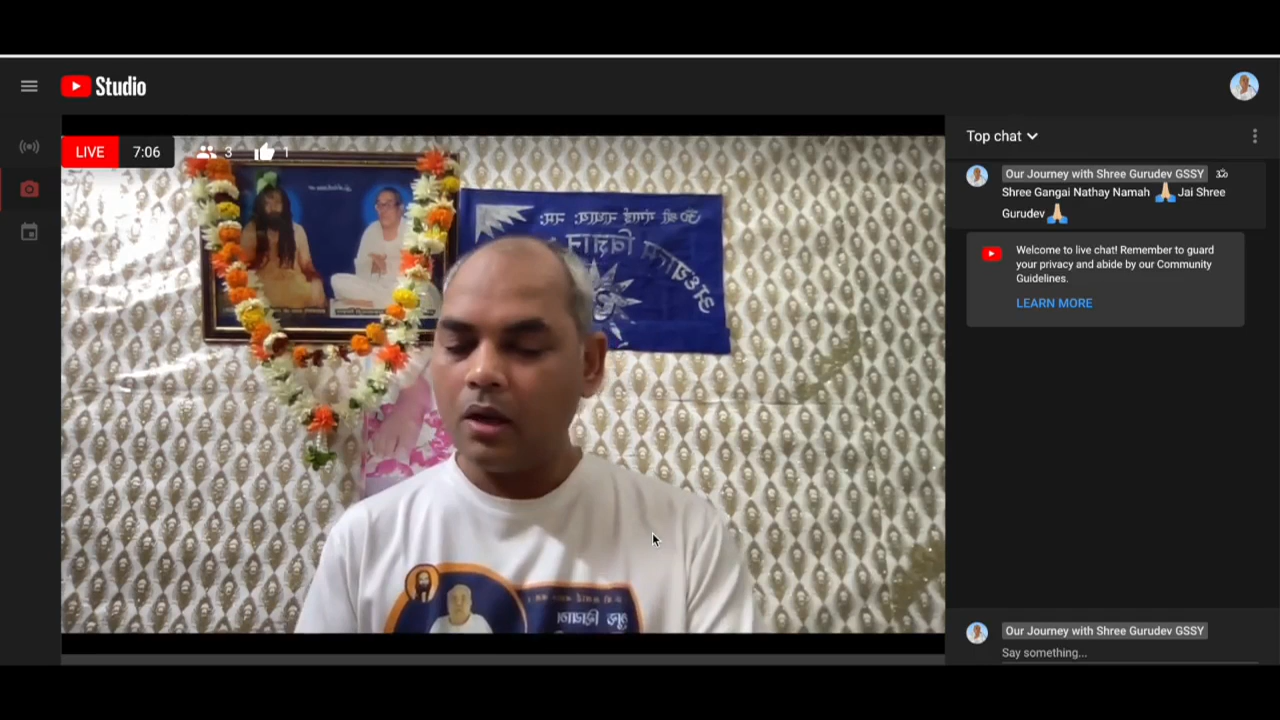 Studio
LIVE 7:06 3 1
ॐ श्री गंगाई नाथाय: नम:
अध्यात्म विज्ञान
Top chat
Our Journey with Shree Gurudev GSSY ॐ
Shree Gangai Nathay Namah 🙏 Jai Shree
Gurudev 🙏
Welcome to live chat! Remember to guard
your privacy and abide by our Community
Guidelines.
LEARN MORE
Our Journey with Shree Gurudev GSSY
Say something...